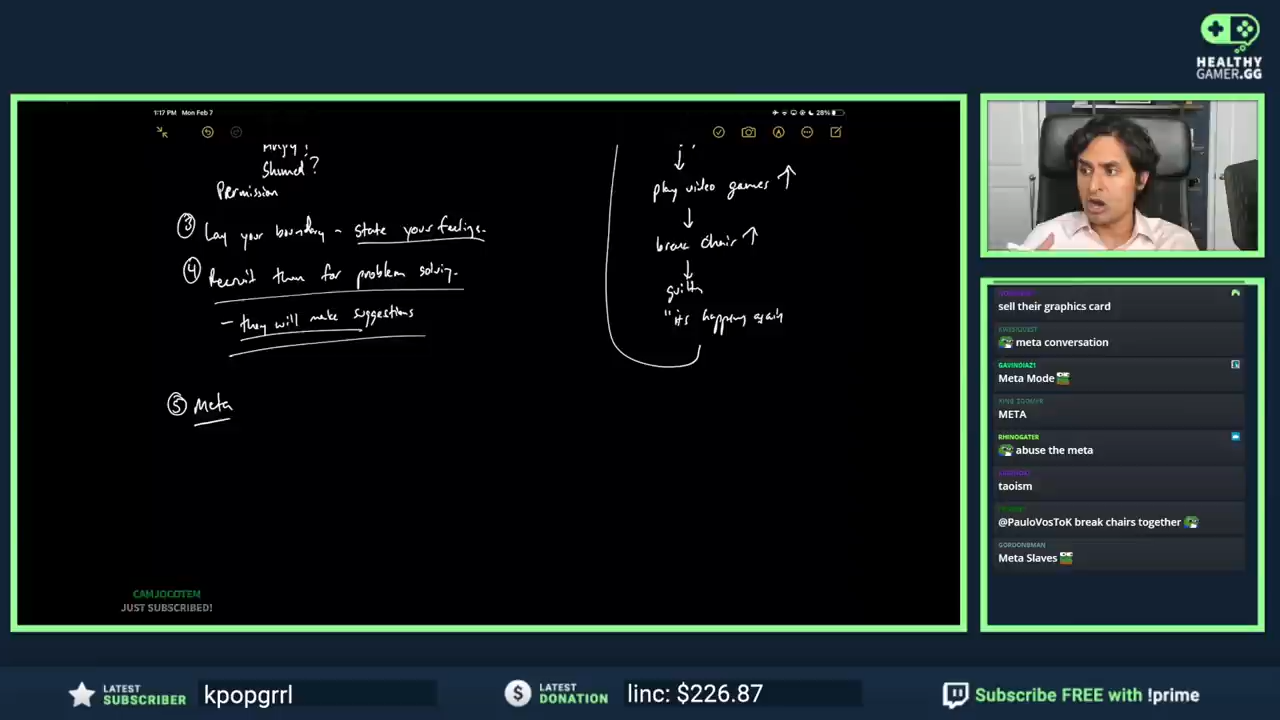 HEALTHY
GAMER.GG
1:17 PM Mon Feb 7
28%
Angry?
Shamed?
Permission
③ Lay your boundary - state your feelings.
④ Recruit them for problem solving.
- they will make suggestions
⑤ Meta
play video games ↑
↓
break chair ↑
↓
guilty
"it's happening again
sell their graphics card
meta conversation
GAVINDIAZ1
Meta Mode
META
RHINOGATER
abuse the meta
taoism
@PauloVosToK break chairs together
GORDONSMAN
Meta Slaves
CAMJOCOTEM
JUST SUBSCRIBED!
LATEST
SUBSCRIBER
kpopgrrl
LATEST
DONATION
linc: $226.87
Subscribe FREE with !prime